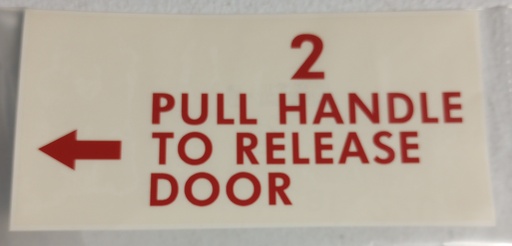 2
PULL HANDLE
TO RELEASE
DOOR